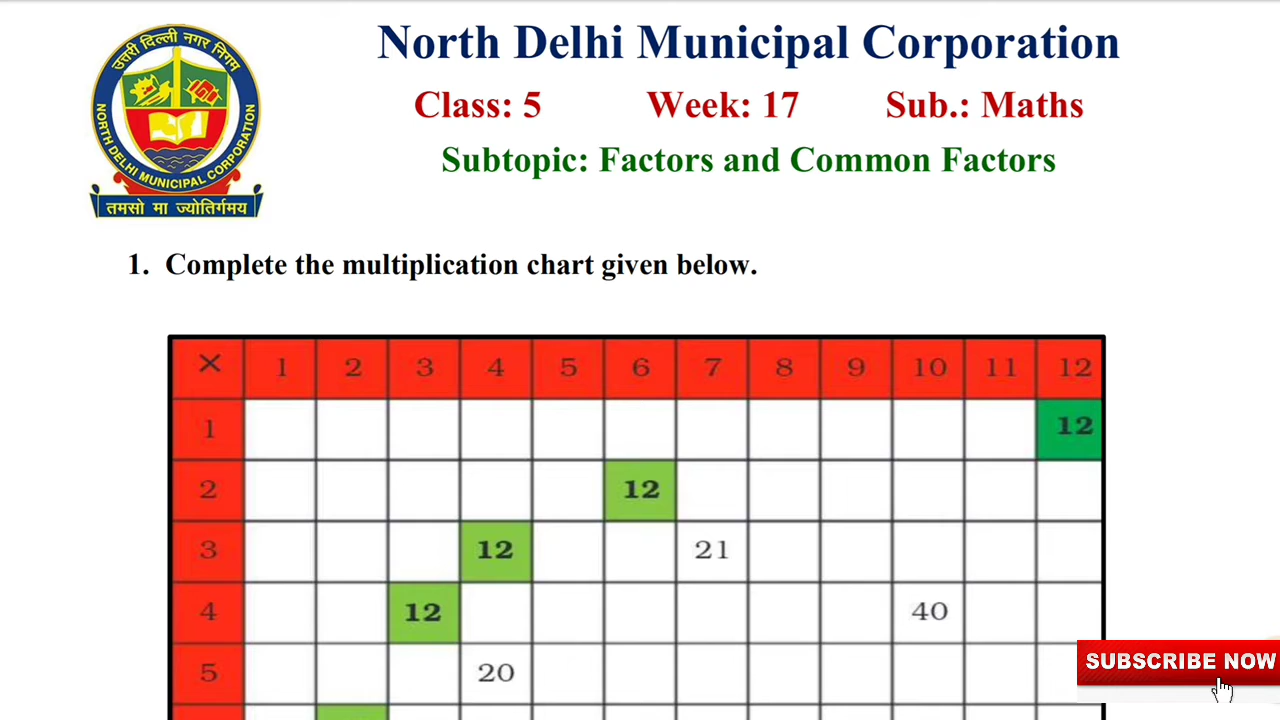 उत्तरी दिल्ली नगर निगम
NORTH DELHI MUNICIPAL CORPORATION
तमसो मा ज्योतिर्गमय
North Delhi Municipal Corporation
Class: 5 Week: 17 Sub.: Maths
Subtopic: Factors and Common Factors
1. Complete the multiplication chart given below.
× 1 2 3 4 5 6 7 8 9 10 11 12
1 12
2 12
3 12 21
4 12 40
5 20
SUBSCRIBE NOW